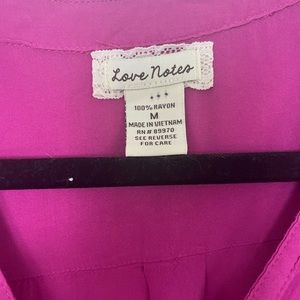 Love Notes
100% RAYON
M
MADE IN VIETNAM
RN# 89970
SEE REVERSE
FOR CARE